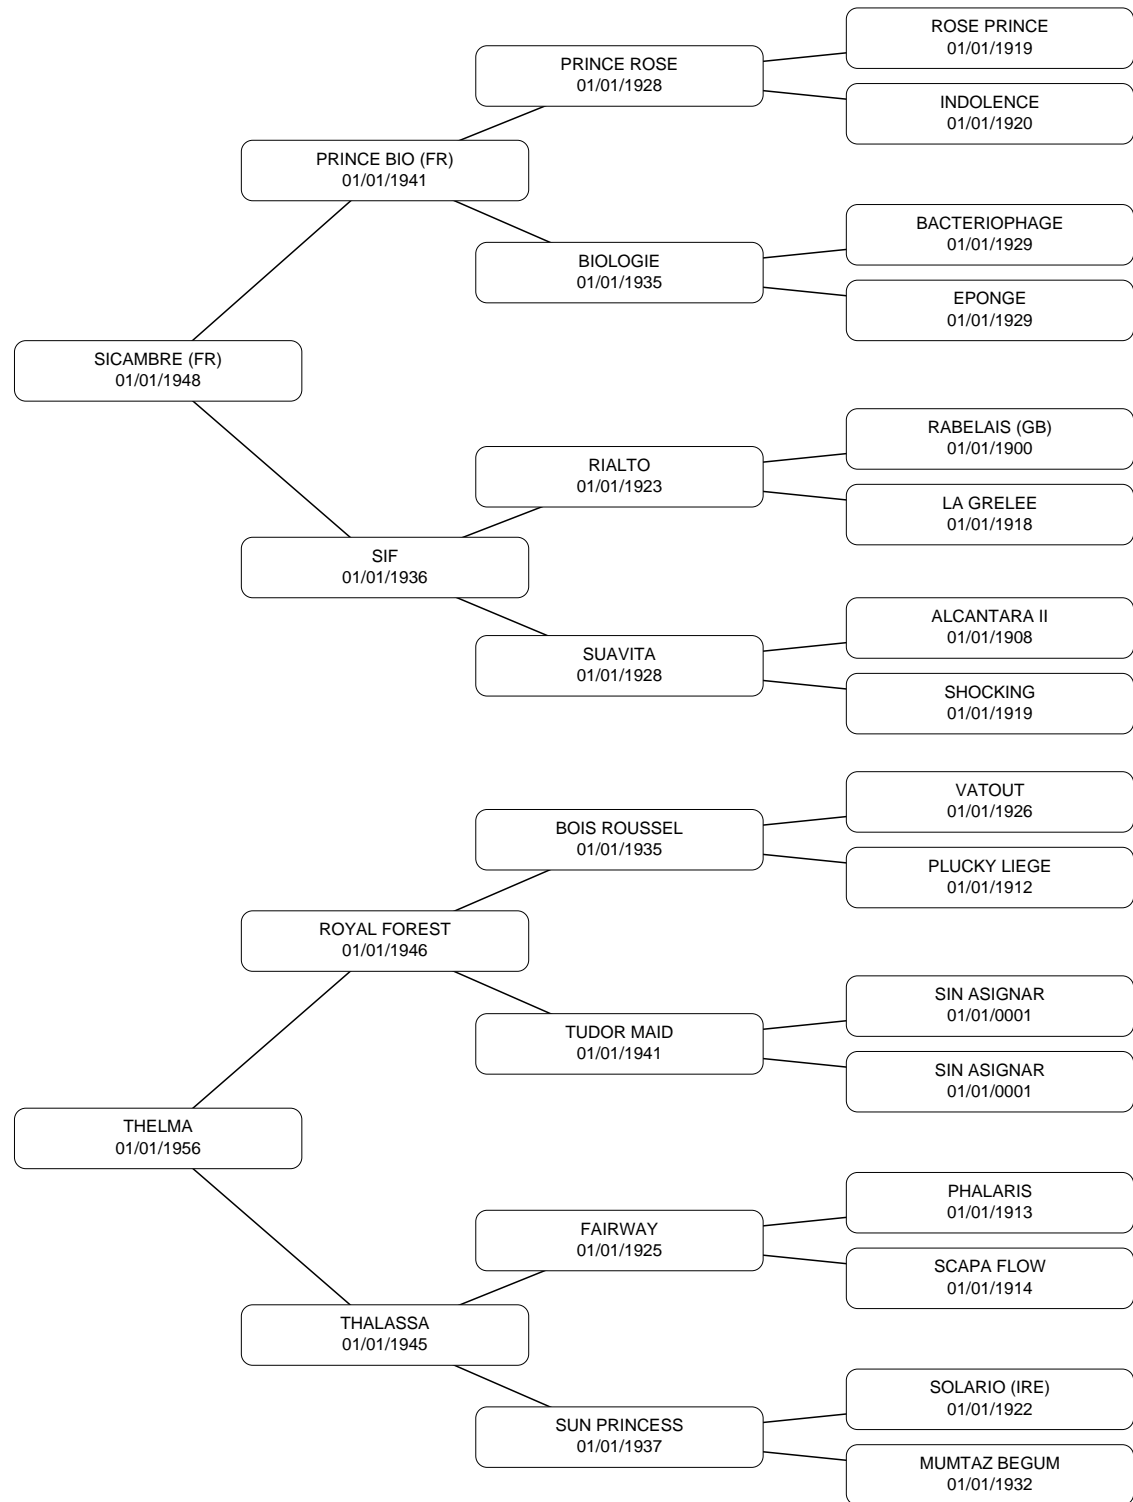 ROSE PRINCE
01/01/1919
PRINCE ROSE
01/01/1928
INDOLENCE
01/01/1920
PRINCE BIO (FR)
01/01/1941
BACTERIOPHAGE
01/01/1929
BIOLOGIE
01/01/1935
EPONGE
01/01/1929
SICAMBRE (FR)
01/01/1948
RABELAIS (GB)
01/01/1900
RIALTO
01/01/1923
LA GRELEE
01/01/1918
SIF
01/01/1936
ALCANTARA II
01/01/1908
SUAVITA
01/01/1928
SHOCKING
01/01/1919
VATOUT
01/01/1926
BOIS ROUSSEL
01/01/1935
PLUCKY LIEGE
01/01/1912
ROYAL FOREST
01/01/1946
SIN ASIGNAR
01/01/0001
TUDOR MAID
01/01/1941
SIN ASIGNAR
01/01/0001
THELMA
01/01/1956
PHALARIS
01/01/1913
FAIRWAY
01/01/1925
SCAPA FLOW
01/01/1914
THALASSA
01/01/1945
SOLARIO (IRE)
01/01/1922
SUN PRINCESS
01/01/1937
MUMTAZ BEGUM
01/01/1932